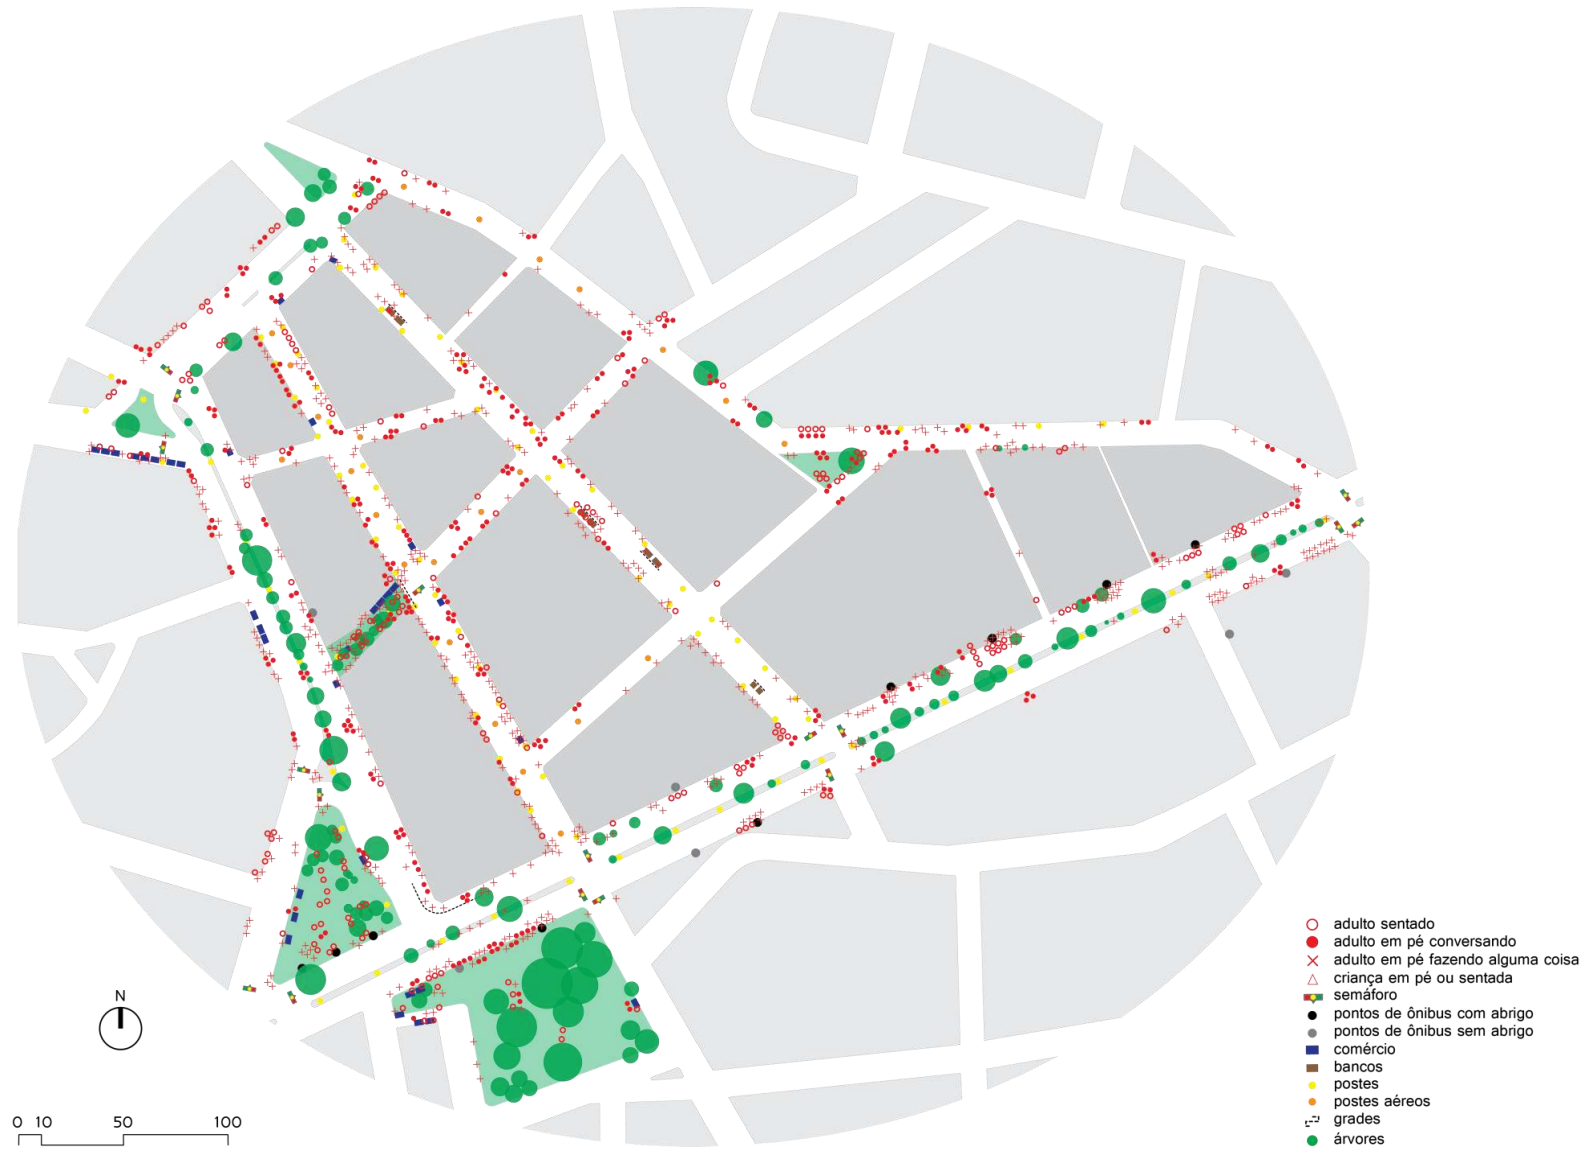 adulto sentado
adulto em pé conversando
adulto em pé fazendo alguma coisa
criança em pé ou sentada
semáforo
pontos de ônibus com abrigo
pontos de ônibus sem abrigo
comércio
bancos
postes
postes aéreos
grades
árvores
N
0 10 50 100